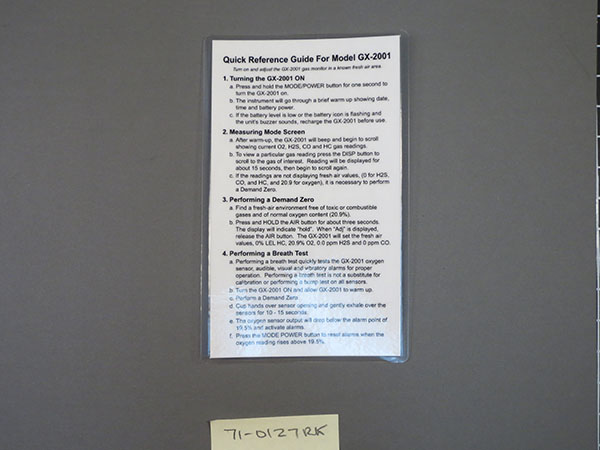 Quick Reference Guide For Model GX-2001
Turn on and adjust the GX-2001 gas monitor in a known fresh air area.
1. Turning the GX-2001 ON
a. Press and hold the MODE/POWER button for one second to
turn the GX-2001 on.
b. The instrument will go through a brief warm up showing date,
time and battery power.
c. If the battery level is low or the battery icon is flashing and
the unit's buzzer sounds, recharge the GX-2001 before use.
2. Measuring Mode Screen
a. After warm-up, the GX-2001 will beep and begin to scroll
showing current O2, H2S, CO and HC gas readings.
b. To view a particular gas reading press the DISP button to
scroll to the gas of interest. Reading will be displayed for
about 15 seconds, then begin to scroll again.
c. If the readings are not displaying fresh air values, (0 for H2S,
CO, and HC, and 20.9 for oxygen), it is necessary to perform
a Demand Zero.
3. Performing a Demand Zero
a. Find a fresh-air environment free of toxic or combustible
gases and of normal oxygen content (20.9%).
b. Press and HOLD the AIR button for about three seconds.
The display will indicate "hold". When "Adj" is displayed,
release the AIR button. The GX-2001 will set the fresh air
values, 0% LEL HC, 20.9% O2, 0.0 ppm H2S and 0 ppm CO.
4. Performing a Breath Test
a. Performing a breath test quickly tests the GX-2001 oxygen
sensor, audible, visual and vibratory alarms for proper
operation. Performing a breath test is not a substitute for
calibration or performing a bump test on all sensors.
b. Turn the GX-2001 ON and allow GX-2001 to warm up.
c. Perform a Demand Zero.
d. Cup hands over sensor opening and gently exhale over the
sensors for 10 - 15 seconds.
e. The oxygen sensor output will drop below the alarm point of
19.5% and activate alarms.
f. Press the MODE POWER button to reset alarms when the
oxygen reading rises above 19.5%.
71-0127RK